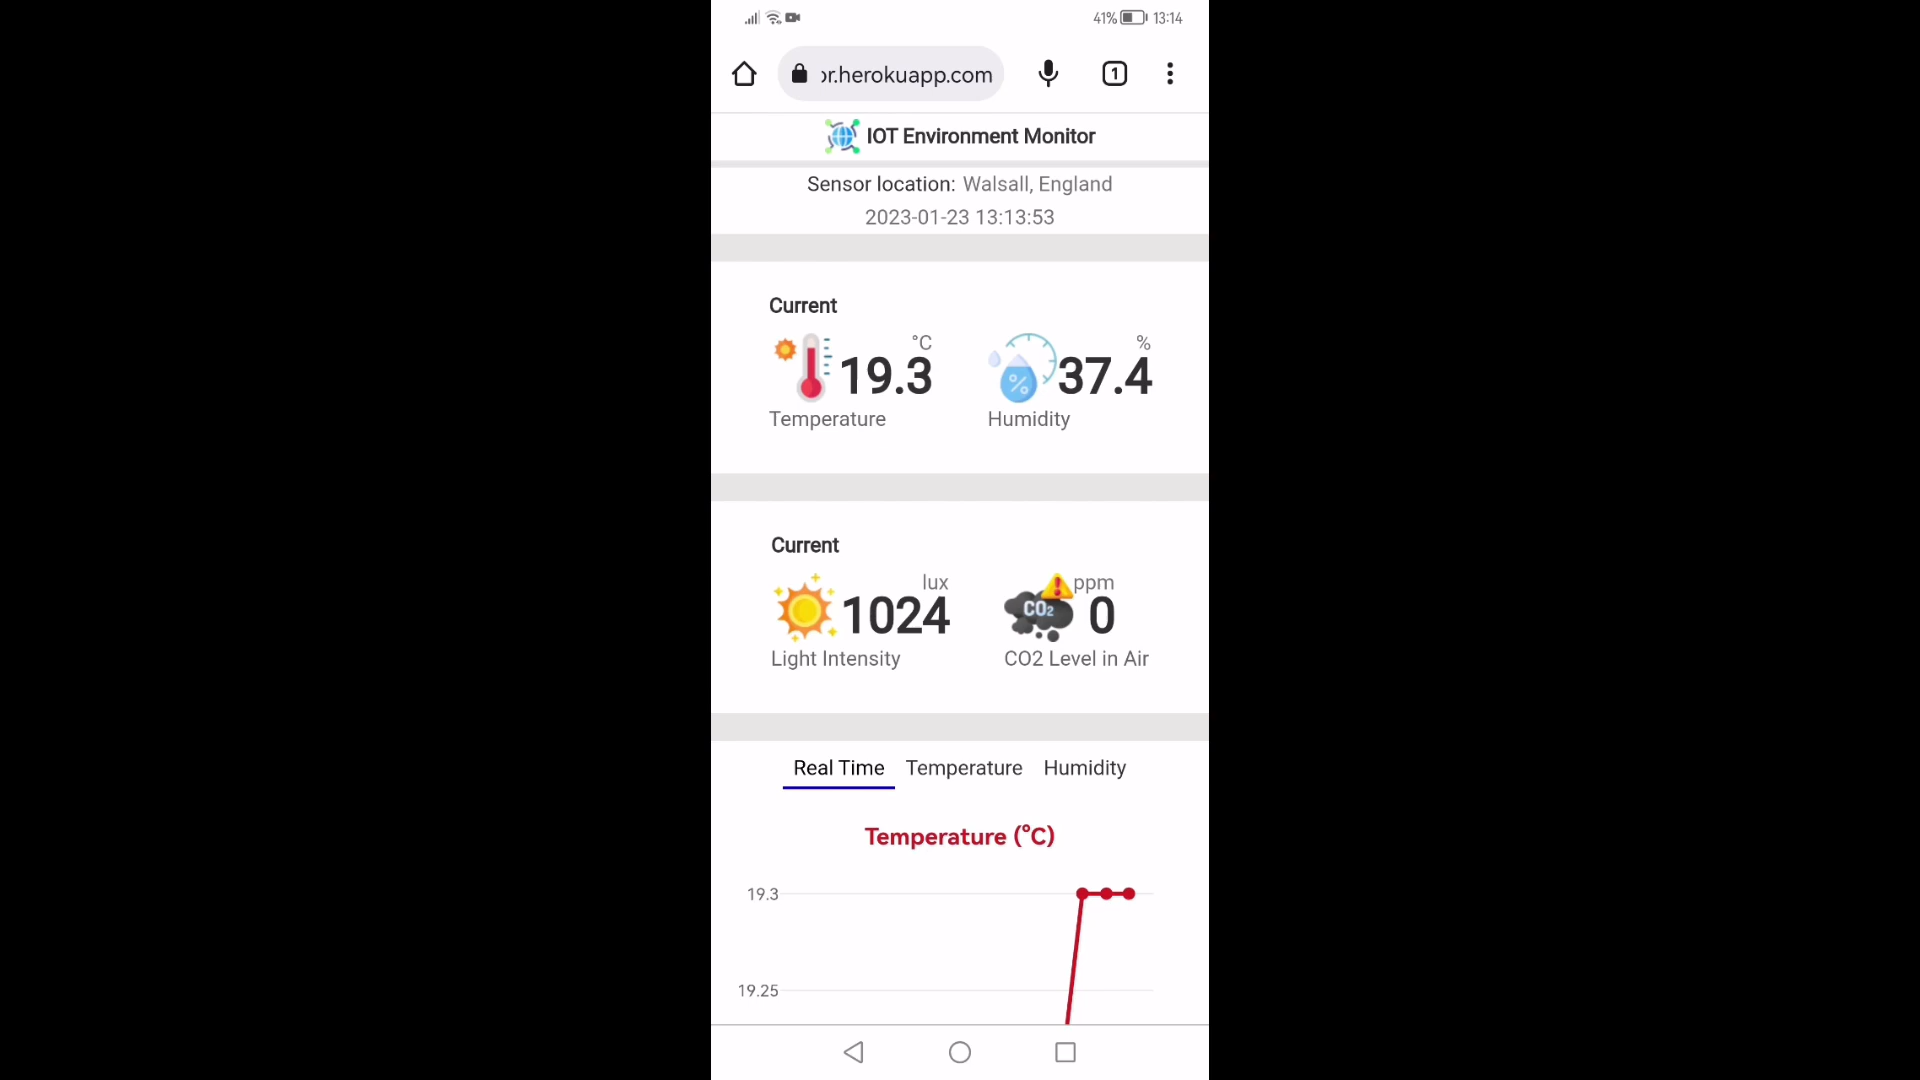 41% 13:14
1
r.herokuapp.com
IOT Environment Monitor
Sensor location: Walsall, England
2023-01-23 13:13:53
Current
°C
19.3
Temperature
%
37.4
Humidity
Current
lux
1024
Light Intensity
CO₂
ppm
0
CO2 Level in Air
Real Time Temperature Humidity
Temperature (°C)
19.3
19.25